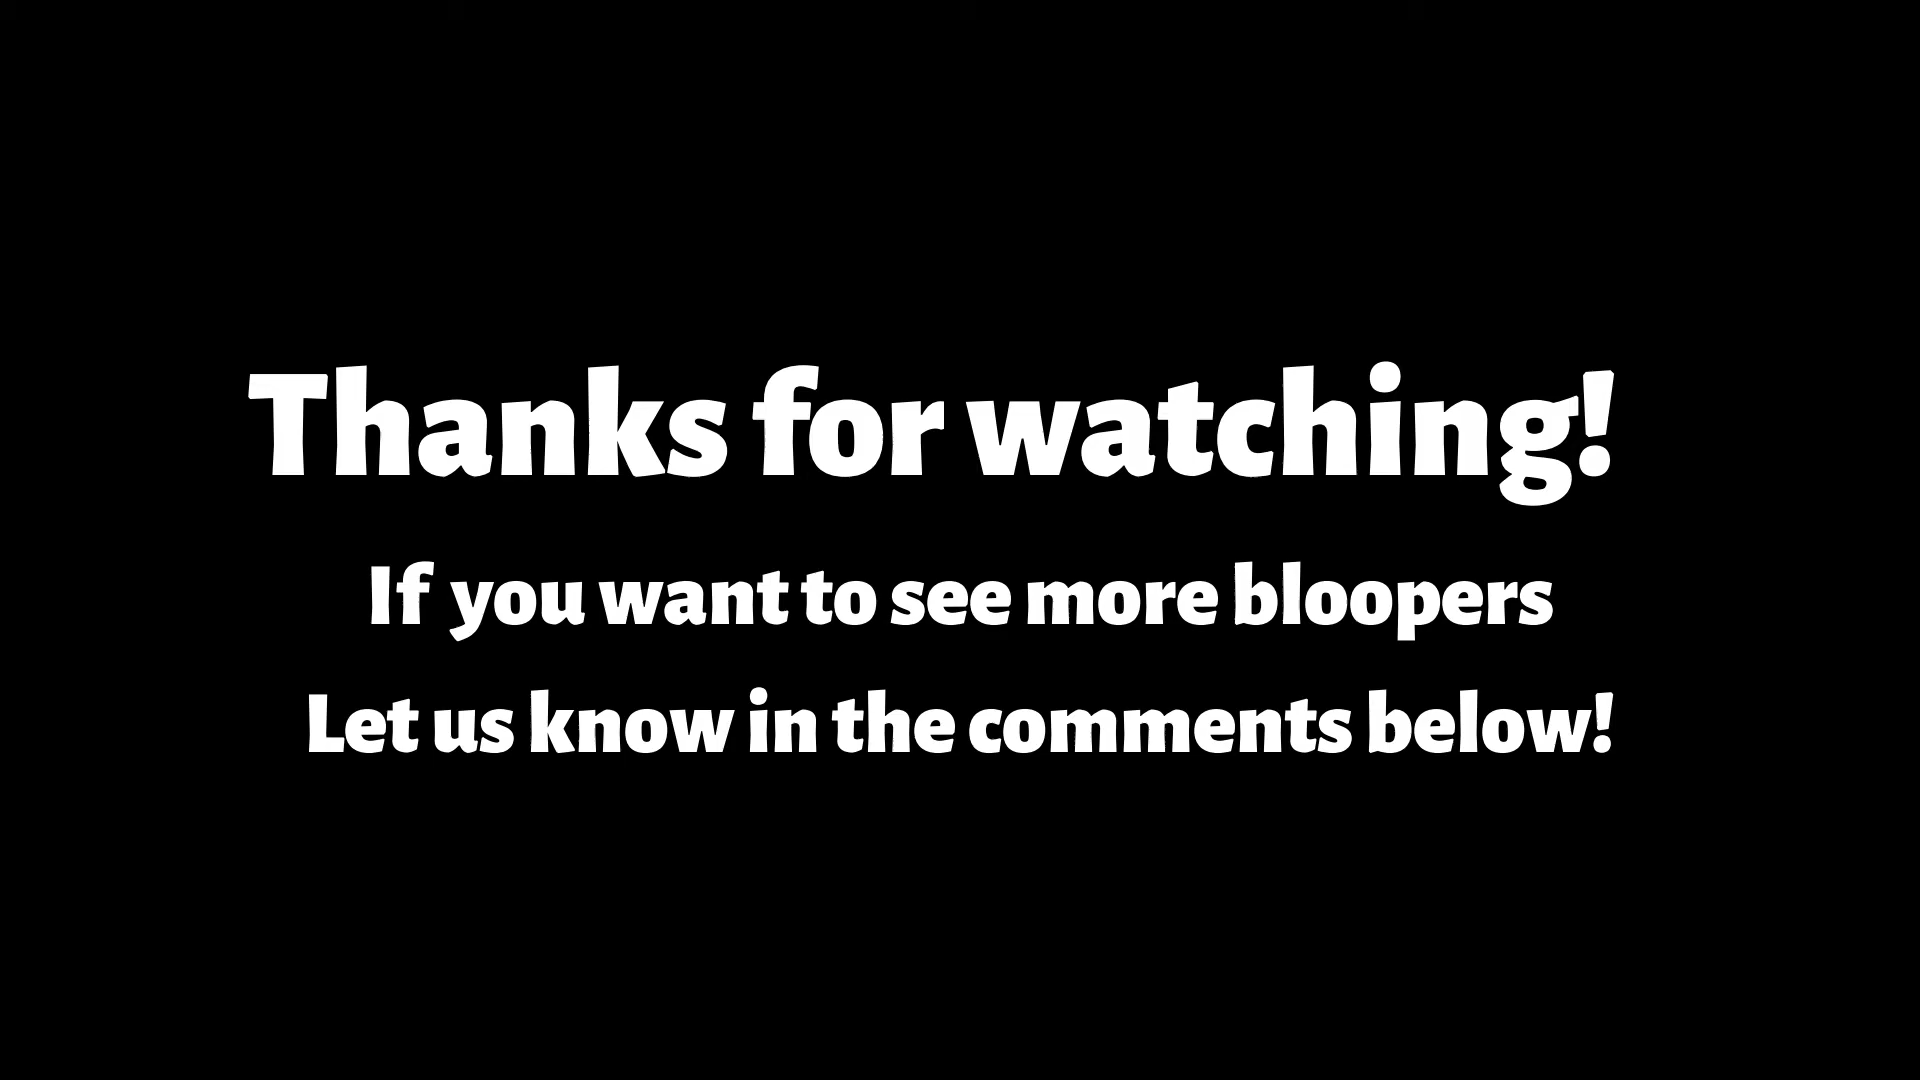 Thanks for watching!
If you want to see more bloopers
Let us know in the comments below!